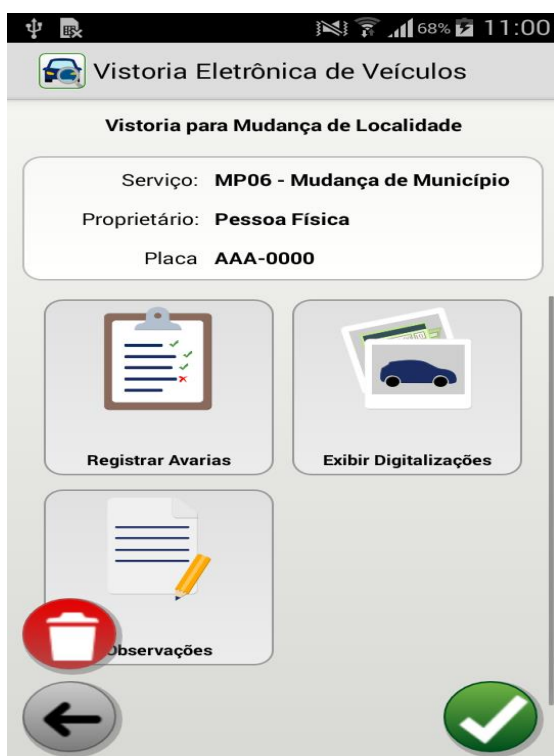 68% 11:00
Vistoria Eletrônica de Veículos
Vistoria para Mudança de Localidade
Serviço: MP06 - Mudança de Município
Proprietário: Pessoa Física
Placa AAA-0000
Registrar Avarias
Exibir Digitalizações
Observações